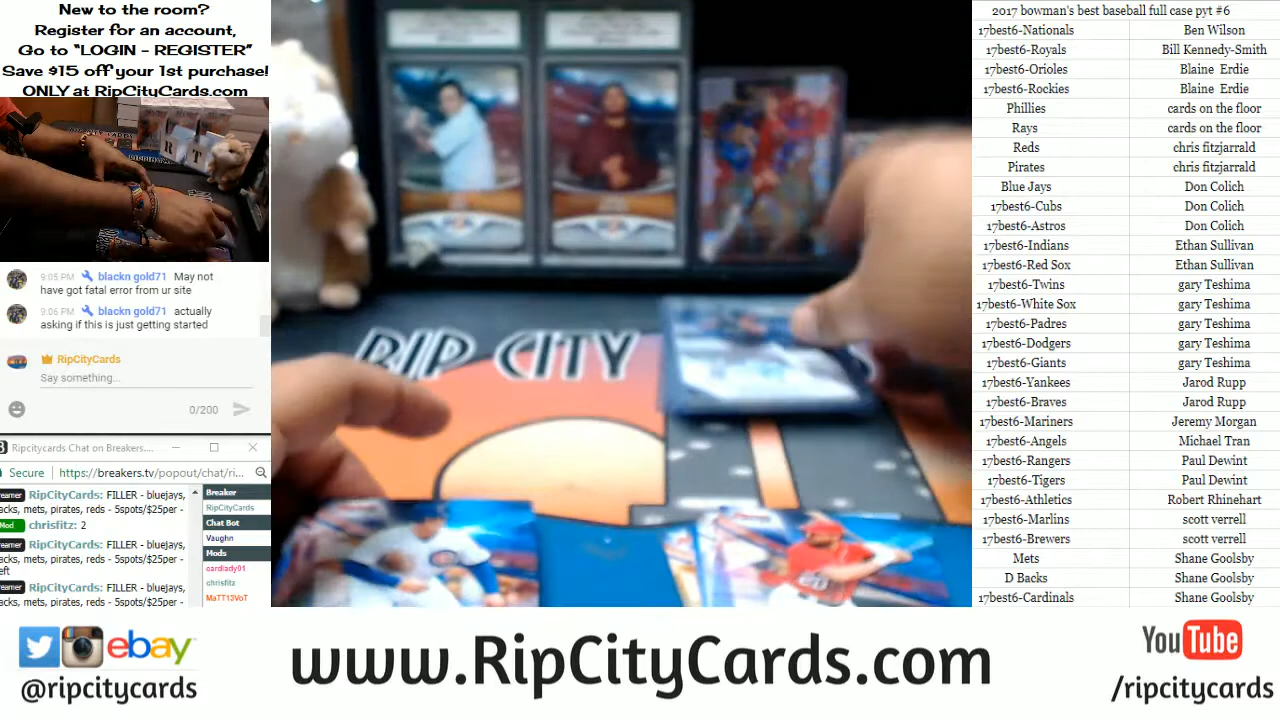 New to the room?
Register for an account,
Go to “LOGIN - REGISTER”
Save $15 off your 1st purchase!
ONLY at RipCityCards.com
9:05 PM blackn gold71 May not
have got fatal error from ur site
9:06 PM blackn gold71 actually
asking if this is just getting started
RipCityCards
Say something...
0/200
Ripcitycards Chat on Breakers....
Secure https://breakers.tv/popout/chat/ri...
RipCityCards: FILLER - bluejays,
acks, mets, pirates, reds - 5spots/$25per -
Mod chrisfitz: 2
RipCityCards: FILLER - bluejays,
acks, mets, pirates, reds - 5spots/$25per -
eft
RipCityCards: FILLER - bluejays,
acks, mets, pirates, reds - 5spots/$25per -
Breaker
RipCityCards
Chat Bot
Vaughn
Mods
cardlady01
chrisfitz
MaTT13VoT
RIP CITY
2017 bowman's best baseball full case pyt #6
17best6-Nationals Ben Wilson
17best6-Royals Bill Kennedy-Smith
17best6-Orioles Blaine Erdie
17best6-Rockies Blaine Erdie
Phillies cards on the floor
Rays cards on the floor
Reds chris fitzjarrald
Pirates chris fitzjarrald
Blue Jays Don Colich
17best6-Cubs Don Colich
17best6-Astros Don Colich
17best6-Indians Ethan Sullivan
17best6-Red Sox Ethan Sullivan
17best6-Twins gary Teshima
17best6-White Sox gary Teshima
17best6-Padres gary Teshima
17best6-Dodgers gary Teshima
17best6-Giants gary Teshima
17best6-Yankees Jarod Rupp
17best6-Braves Jarod Rupp
17best6-Mariners Jeremy Morgan
17best6-Angels Michael Tran
17best6-Rangers Paul Dewint
17best6-Tigers Paul Dewint
17best6-Athletics Robert Rhinehart
17best6-Marlins scott verrell
17best6-Brewers scott verrell
Mets Shane Goolsby
D Backs Shane Goolsby
17best6-Cardinals Shane Goolsby
ebay
@ripcitycards
www.RipCityCards.com
YouTube
/ripcitycards